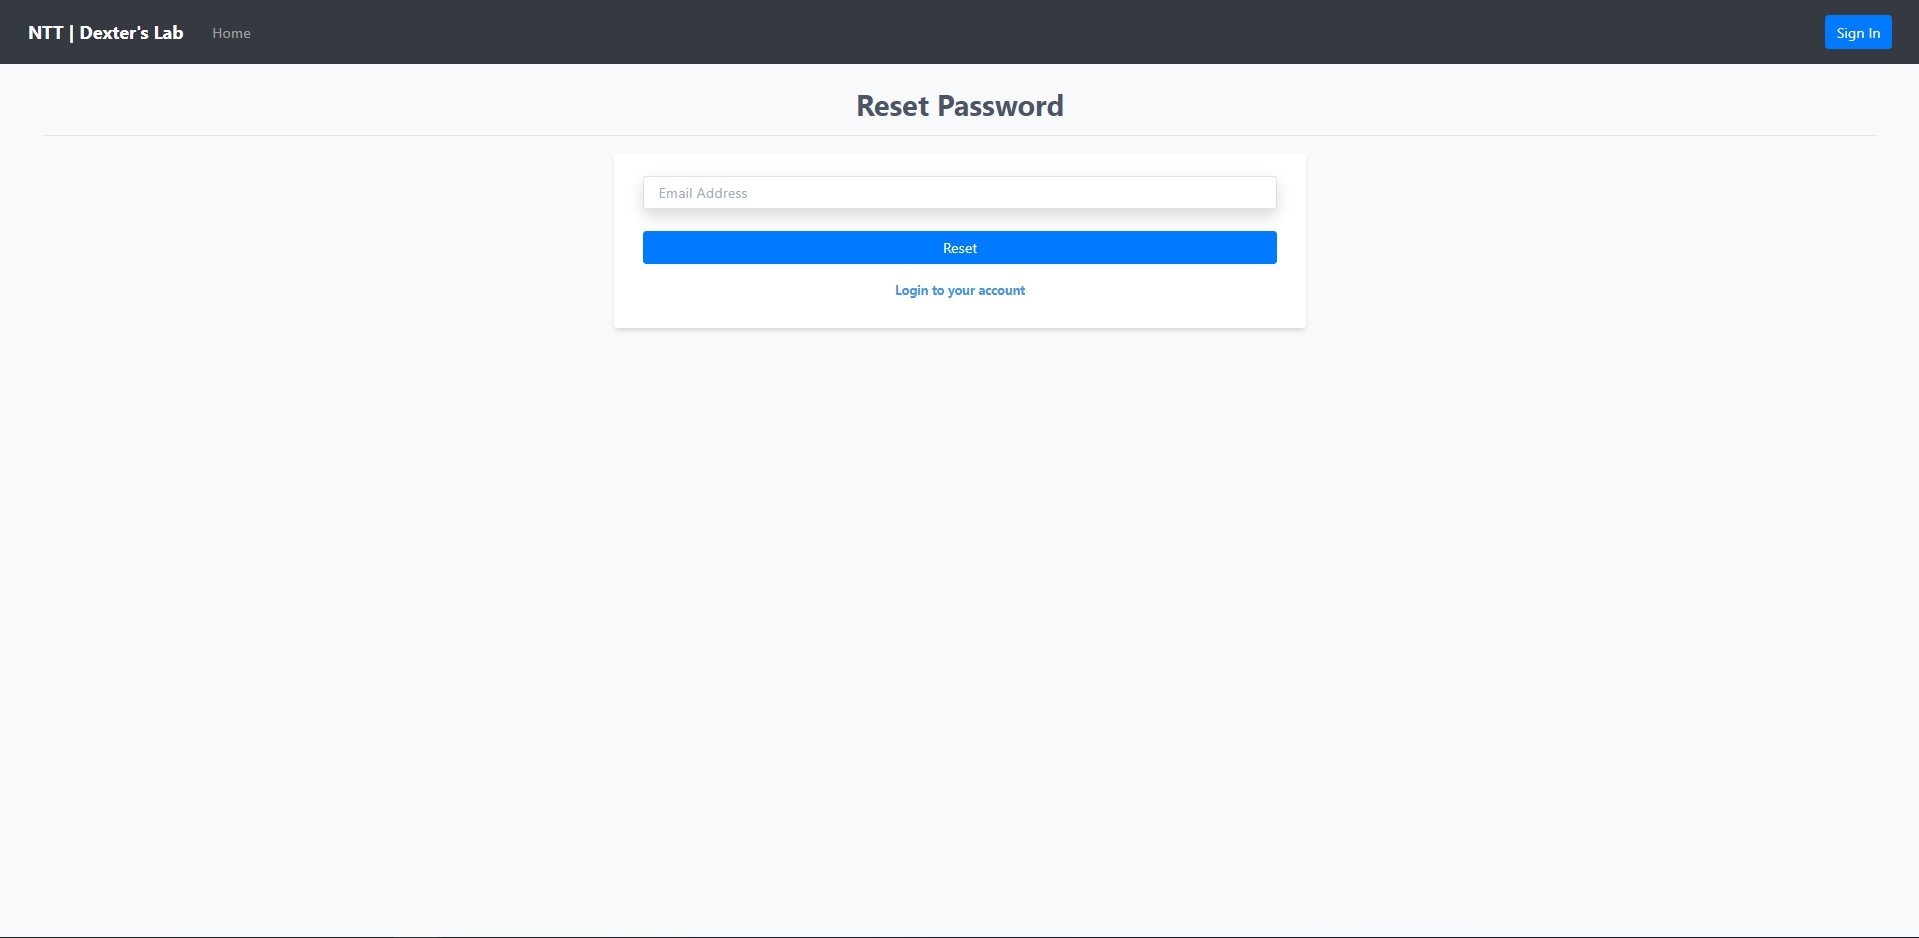 NTT | Dexter's Lab Home Sign In
Reset Password
Email Address
Reset
Login to your account